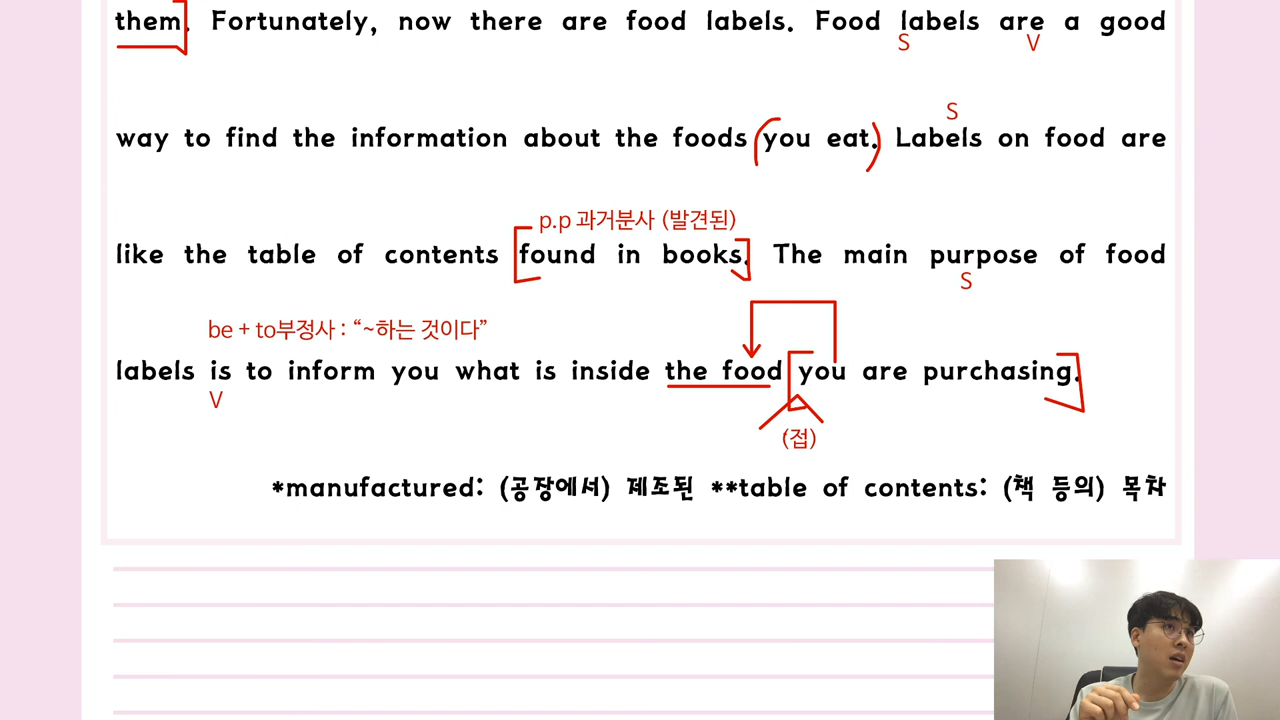 them. Fortunately, now there are food labels. Food labels are a good
S V
S
way to find the information about the foods (you eat.) Labels on food are
p.p 과거분사 (발견된)
like the table of contents [found in books.] The main purpose of food
S
be + to부정사 : “~하는 것이다”
labels is to inform you what is inside the food [you are purchasing.]
V
(접)
*manufactured: (공장에서) 제조된 **table of contents: (책 등의) 목차